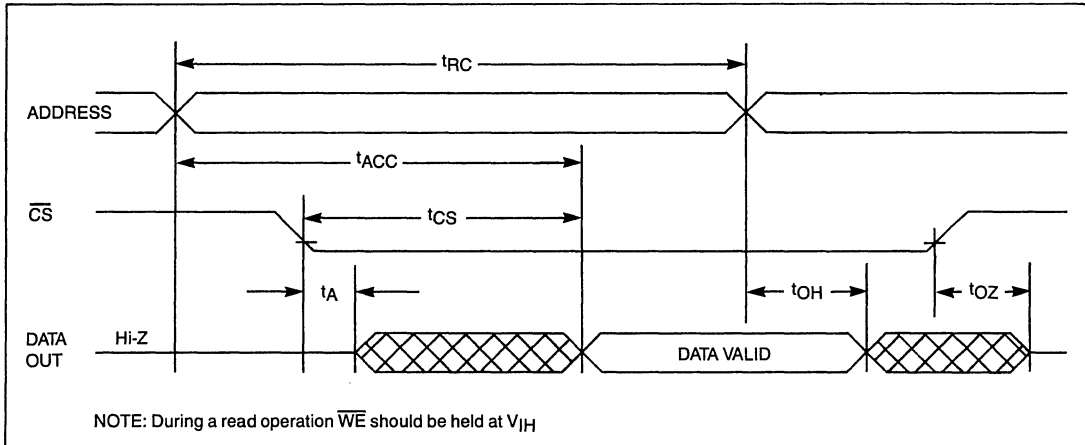 tRC
ADDRESS
tACC
CS
tCS
tA
tOH
tOZ
DATA
OUT
Hi-Z
DATA VALID
NOTE: During a read operation WE should be held at VIH